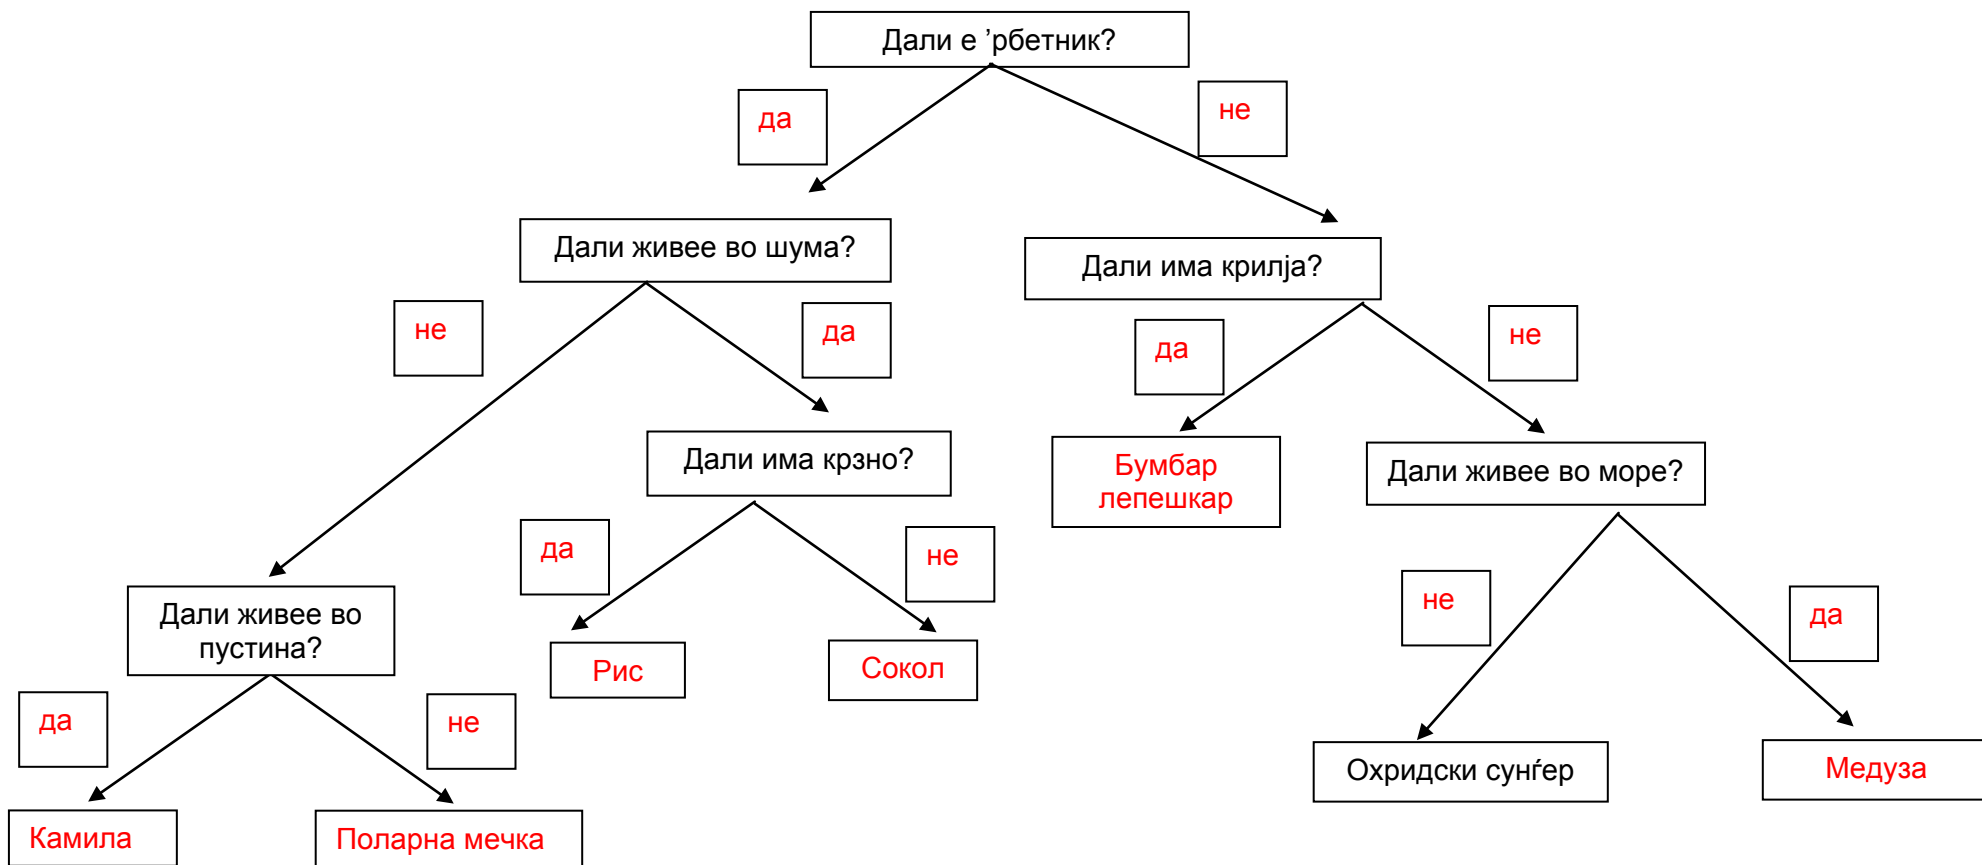 Дали е ’рбетник?
да
не
Дали живее во шума?
Дали има крилја?
не
да
да
не
Дали има крзно?
Бумбар
лепешкар
Дали живее во море?
да
не
не
да
Дали живее во
пустина?
Рис
Сокол
да
не
Охридски сунѓер
Медуза
Камила
Поларна мечка